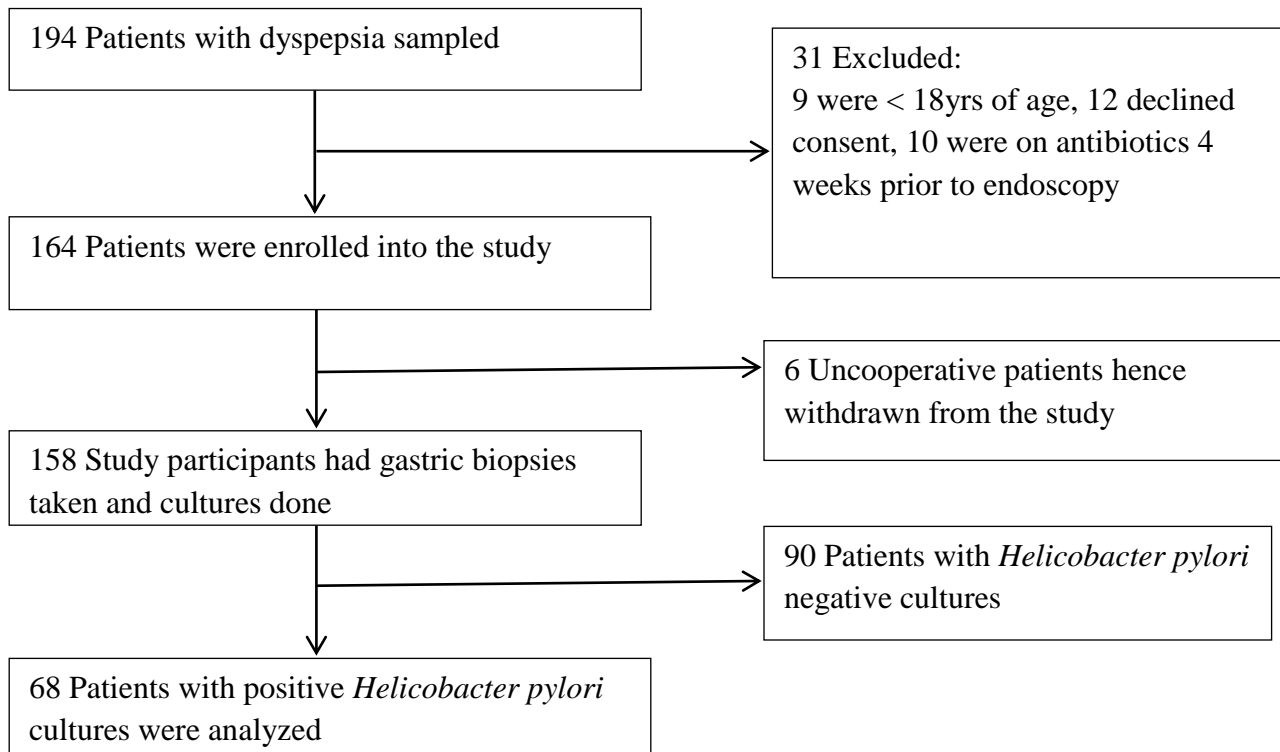 194 Patients with dyspepsia sampled
31 Excluded:
9 were < 18yrs of age, 12 declined
consent, 10 were on antibiotics 4
weeks prior to endoscopy
164 Patients were enrolled into the study
6 Uncooperative patients hence
withdrawn from the study
158 Study participants had gastric biopsies
taken and cultures done
90 Patients with Helicobacter pylori
negative cultures
68 Patients with positive Helicobacter pylori
cultures were analyzed